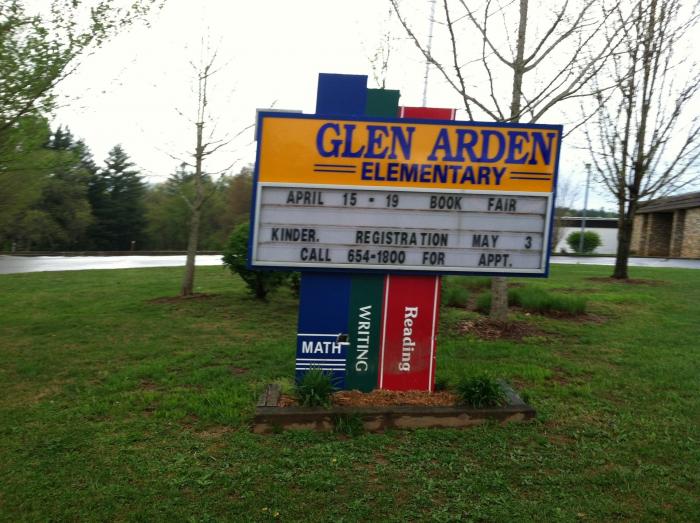 GLEN ARDEN
ELEMENTARY
APRIL 15 - 19 BOOK FAIR
KINDER. REGISTRATION MAY 3
CALL 654-1800 FOR APPT.
MATH
WRITING
Reading